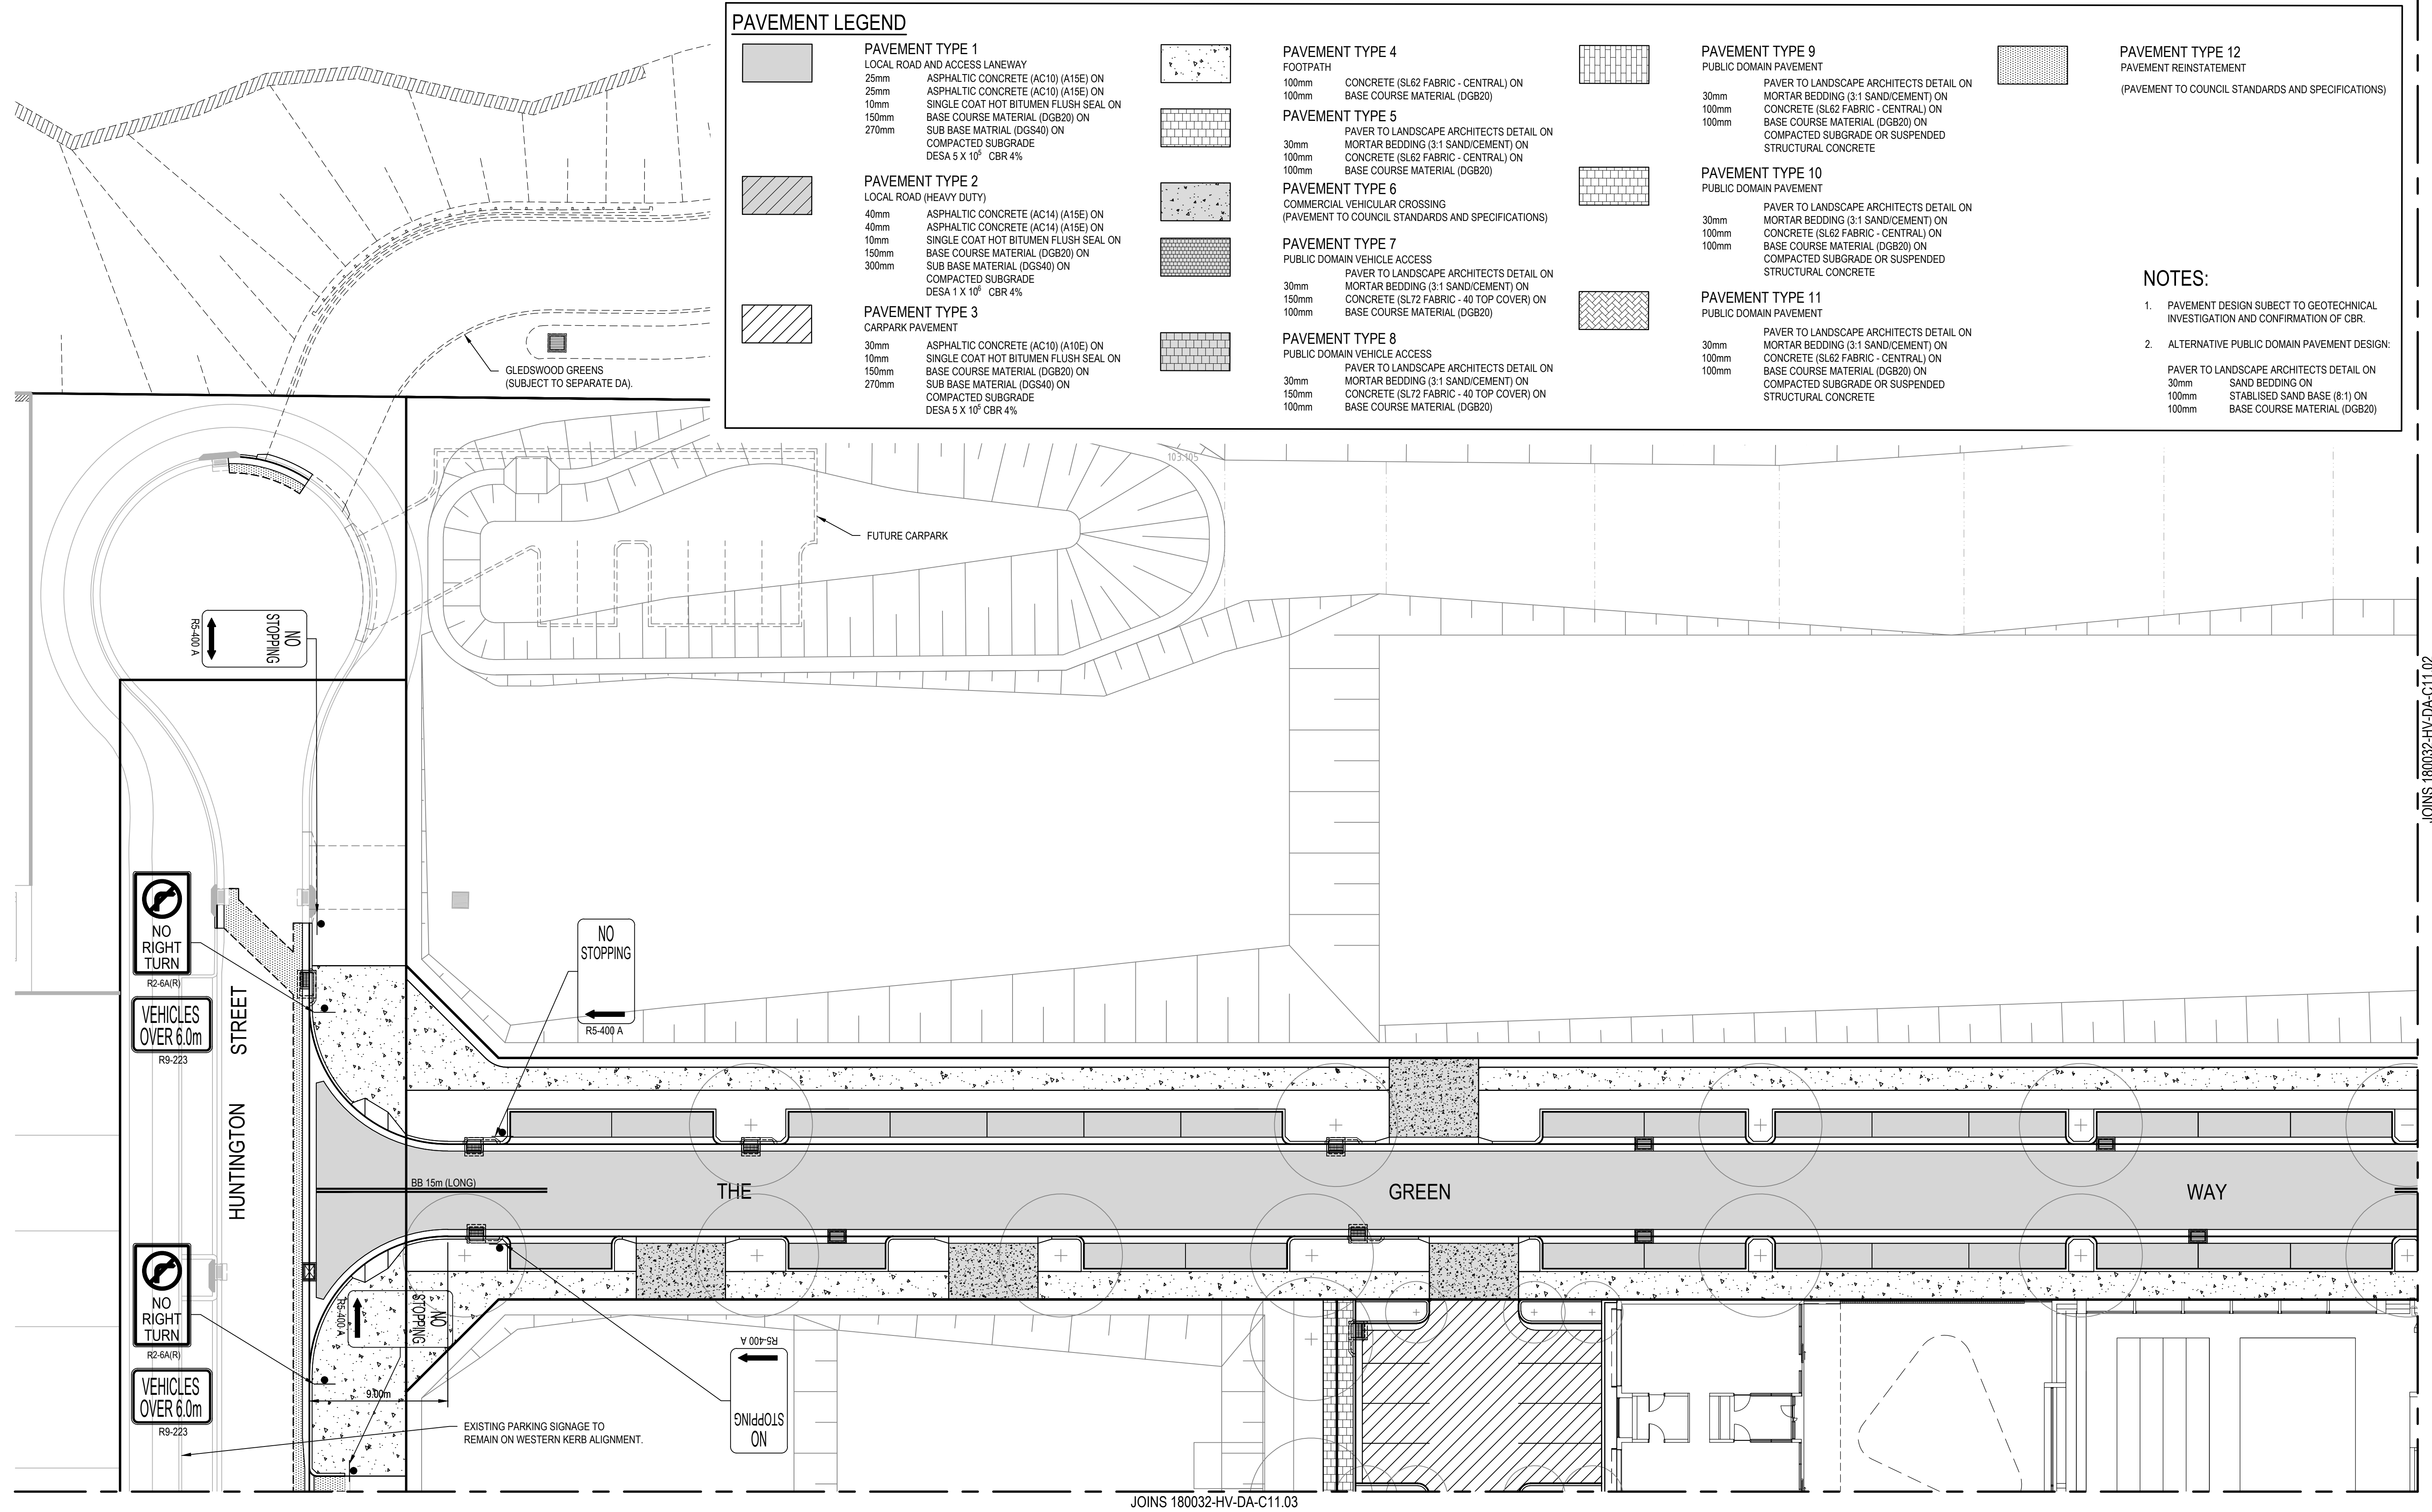 PAVEMENT LEGEND
PAVEMENT TYPE 1
LOCAL ROAD AND ACCESS LANEWAY
25mm ASPHALTIC CONCRETE (AC10) (A15E) ON
25mm ASPHALTIC CONCRETE (AC10) (A15E) ON
10mm SINGLE COAT HOT BITUMEN FLUSH SEAL ON
150mm BASE COURSE MATERIAL (DGB20) ON
270mm SUB BASE MATRIAL (DGS40) ON
COMPACTED SUBGRADE
DESA 5 X 10⁵ CBR 4%
PAVEMENT TYPE 2
LOCAL ROAD (HEAVY DUTY)
40mm ASPHALTIC CONCRETE (AC14) (A15E) ON
40mm ASPHALTIC CONCRETE (AC14) (A15E) ON
10mm SINGLE COAT HOT BITUMEN FLUSH SEAL ON
150mm BASE COURSE MATERIAL (DGB20) ON
300mm SUB BASE MATERIAL (DGS40) ON
COMPACTED SUBGRADE
DESA 1 X 10⁶ CBR 4%
PAVEMENT TYPE 3
CARPARK PAVEMENT
30mm ASPHALTIC CONCRETE (AC10) (A10E) ON
10mm SINGLE COAT HOT BITUMEN FLUSH SEAL ON
150mm BASE COURSE MATERIAL (DGB20) ON
270mm SUB BASE MATERIAL (DGS40) ON
COMPACTED SUBGRADE
DESA 5 X 10⁵ CBR 4%
PAVEMENT TYPE 4
FOOTPATH
100mm CONCRETE (SL62 FABRIC - CENTRAL) ON
100mm BASE COURSE MATERIAL (DGB20)
PAVEMENT TYPE 5
PAVER TO LANDSCAPE ARCHITECTS DETAIL ON
30mm MORTAR BEDDING (3:1 SAND/CEMENT) ON
100mm CONCRETE (SL62 FABRIC - CENTRAL) ON
100mm BASE COURSE MATERIAL (DGB20)
PAVEMENT TYPE 6
COMMERCIAL VEHICULAR CROSSING
(PAVEMENT TO COUNCIL STANDARDS AND SPECIFICATIONS)
PAVEMENT TYPE 7
PUBLIC DOMAIN VEHICLE ACCESS
PAVER TO LANDSCAPE ARCHITECTS DETAIL ON
30mm MORTAR BEDDING (3:1 SAND/CEMENT) ON
150mm CONCRETE (SL72 FABRIC - 40 TOP COVER) ON
100mm BASE COURSE MATERIAL (DGB20)
PAVEMENT TYPE 8
PUBLIC DOMAIN VEHICLE ACCESS
PAVER TO LANDSCAPE ARCHITECTS DETAIL ON
30mm MORTAR BEDDING (3:1 SAND/CEMENT) ON
150mm CONCRETE (SL72 FABRIC - 40 TOP COVER) ON
100mm BASE COURSE MATERIAL (DGB20)
PAVEMENT TYPE 9
PUBLIC DOMAIN PAVEMENT
PAVER TO LANDSCAPE ARCHITECTS DETAIL ON
30mm MORTAR BEDDING (3:1 SAND/CEMENT) ON
100mm CONCRETE (SL62 FABRIC - CENTRAL) ON
100mm BASE COURSE MATERIAL (DGB20) ON
COMPACTED SUBGRADE OR SUSPENDED
STRUCTURAL CONCRETE
PAVEMENT TYPE 10
PUBLIC DOMAIN PAVEMENT
PAVER TO LANDSCAPE ARCHITECTS DETAIL ON
30mm MORTAR BEDDING (3:1 SAND/CEMENT) ON
100mm CONCRETE (SL62 FABRIC - CENTRAL) ON
100mm BASE COURSE MATERIAL (DGB20) ON
COMPACTED SUBGRADE OR SUSPENDED
STRUCTURAL CONCRETE
PAVEMENT TYPE 11
PUBLIC DOMAIN PAVEMENT
PAVER TO LANDSCAPE ARCHITECTS DETAIL ON
30mm MORTAR BEDDING (3:1 SAND/CEMENT) ON
100mm CONCRETE (SL62 FABRIC - CENTRAL) ON
100mm BASE COURSE MATERIAL (DGB20) ON
COMPACTED SUBGRADE OR SUSPENDED
STRUCTURAL CONCRETE
PAVEMENT TYPE 12
PAVEMENT REINSTATEMENT
(PAVEMENT TO COUNCIL STANDARDS AND SPECIFICATIONS)
NOTES:
1. PAVEMENT DESIGN SUBECT TO GEOTECHNICAL
INVESTIGATION AND CONFIRMATION OF CBR.
2. ALTERNATIVE PUBLIC DOMAIN PAVEMENT DESIGN:
PAVER TO LANDSCAPE ARCHITECTS DETAIL ON
30mm SAND BEDDING ON
100mm STABLISED SAND BASE (8:1) ON
100mm BASE COURSE MATERIAL (DGB20)
GLEDSWOOD GREENS
(SUBJECT TO SEPARATE DA).
103.105
FUTURE CARPARK
NO
STOPPING
R5-400 A
JOINS 180032-HV-DA-C11.02
NO
RIGHT
TURN
R2-6A(R)
VEHICLES
OVER 6.0m
R9-223
HUNTINGTON STREET
NO
STOPPING
R5-400 A
BB 15m (LONG)
THE GREEN WAY
NO
RIGHT
TURN
R2-6A(R)
VEHICLES
OVER 6.0m
R9-223
NO
STOPPING
R5-400 A
9.00m
NO
STOPPING
R5-400 A
EXISTING PARKING SIGNAGE TO
REMAIN ON WESTERN KERB ALIGNMENT.
JOINS 180032-HV-DA-C11.03